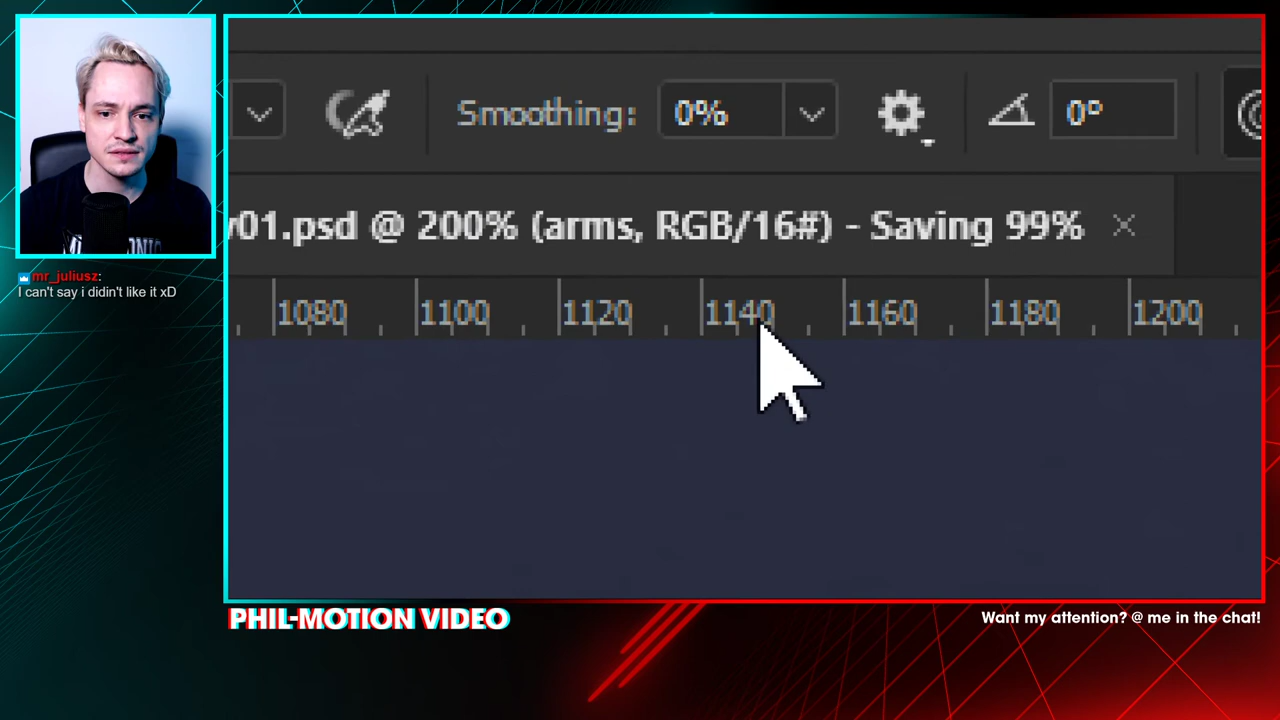 Smoothing: 0% 0°
v01.psd @ 200% (arms, RGB/16#) - Saving 99%
1080 1100 1120 1140 1160 1180 1200
mr_juliusz:
I can't say i didin't like it xD
PHIL-MOTION VIDEO
Want my attention? @ me in the chat!